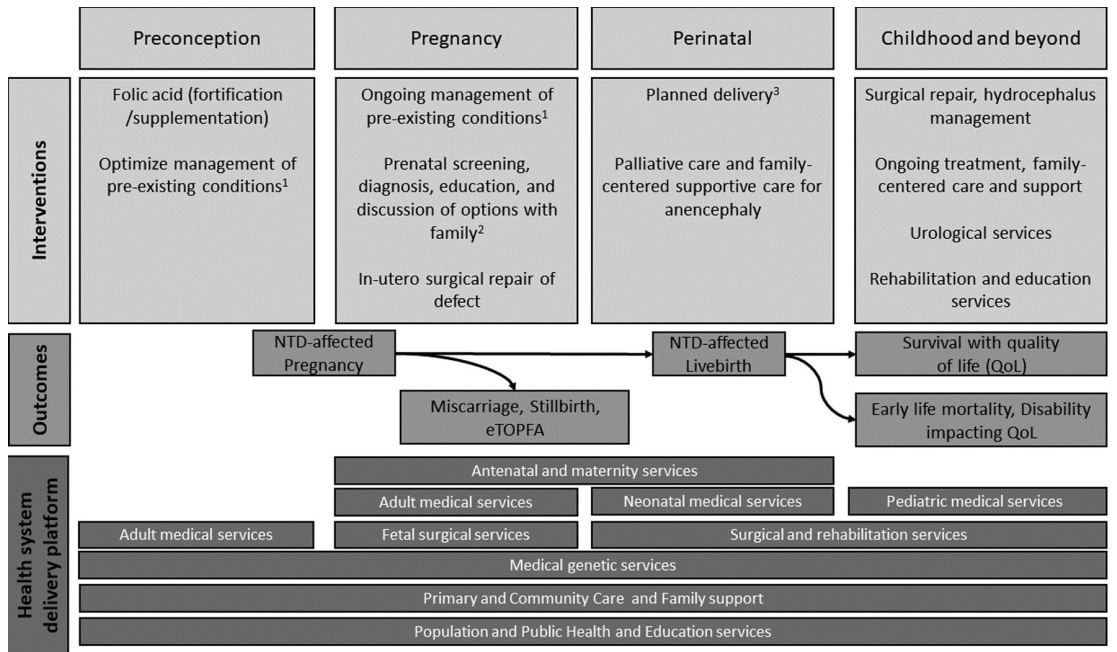 Preconception
Pregnancy
Perinatal
Childhood and beyond
Interventions
Folic acid (fortification
/supplementation)
Optimize management of
pre-existing conditions1
Ongoing management of
pre-existing conditions1
Prenatal screening,
diagnosis, education, and
discussion of options with
family2
In-utero surgical repair of
defect
Planned delivery3
Palliative care and family-
centered supportive care for
anencephaly
Surgical repair, hydrocephalus
management
Ongoing treatment, family-
centered care and support
Urological services
Rehabilitation and education
services
Outcomes
NTD-affected
Pregnancy
Miscarriage, Stillbirth,
eTOPFA
NTD-affected
Livebirth
Survival with quality
of life (QoL)
Early life mortality, Disability
impacting QoL
Health system
delivery platform
Antenatal and maternity services
Adult medical services
Neonatal medical services
Pediatric medical services
Adult medical services
Fetal surgical services
Surgical and rehabilitation services
Medical genetic services
Primary and Community Care and Family support
Population and Public Health and Education services